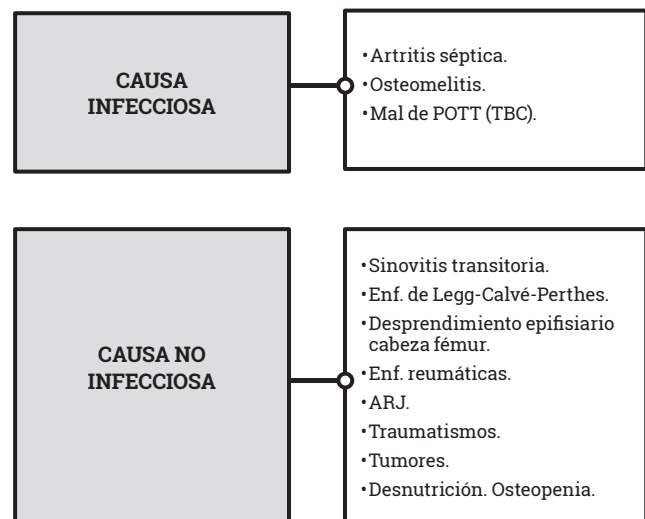 CAUSA
INFECCIOSA
•Artritis séptica.
•Osteomelitis.
•Mal de POTT (TBC).
CAUSA NO
INFECCIOSA
•Sinovitis transitoria.
•Enf. de Legg-Calvé-Perthes.
•Desprendimiento epifisiario
cabeza fémur.
•Enf. reumáticas.
•ARJ.
•Traumatismos.
•Tumores.
•Desnutrición. Osteopenia.